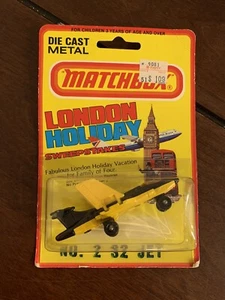 FOR CHILDREN 3 YEARS OF AGE AND OVER
DIE CAST
METAL
MATCHBOX
LONDON
HOLIDAY
SWEEPSTAKES
Fabulous London Holiday Vacation
for Family of Four
NO. 2 S2 JET